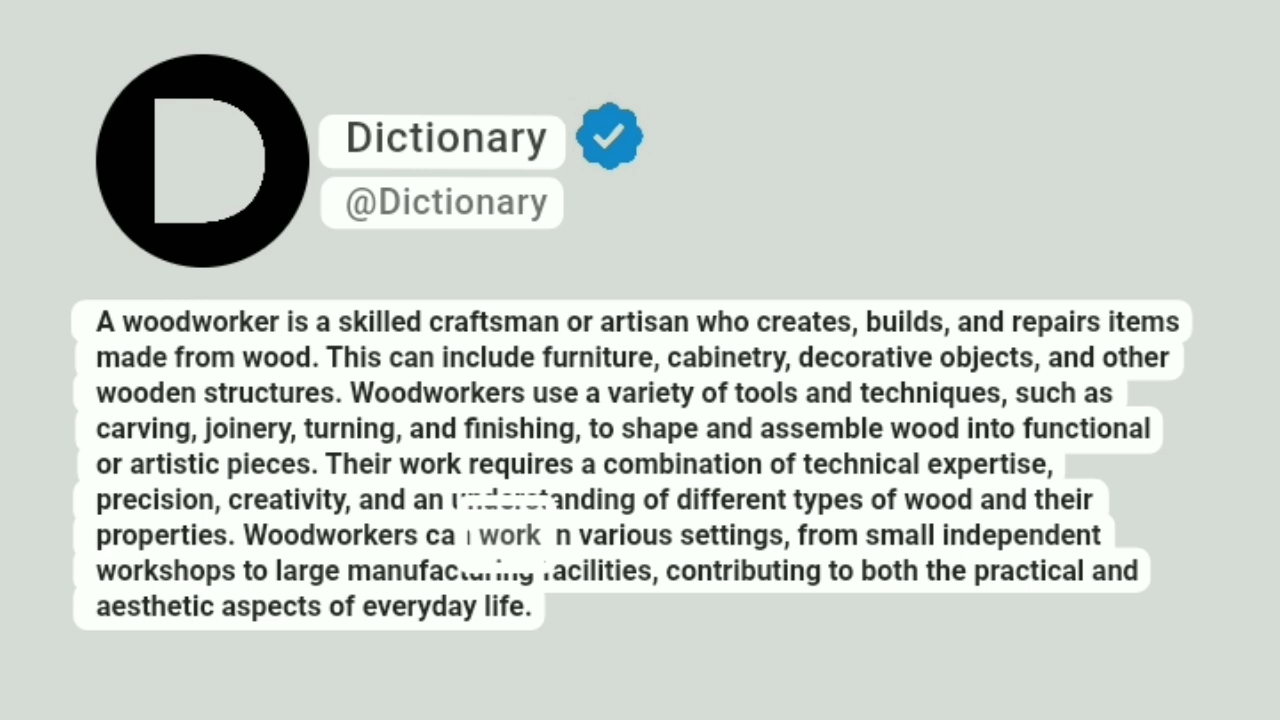 D
Dictionary
@Dictionary
A woodworker is a skilled craftsman or artisan who creates, builds, and repairs items
made from wood. This can include furniture, cabinetry, decorative objects, and other
wooden structures. Woodworkers use a variety of tools and techniques, such as
carving, joinery, turning, and finishing, to shape and assemble wood into functional
or artistic pieces. Their work requires a combination of technical expertise,
precision, creativity, and an understanding of different types of wood and their
properties. Woodworkers ca work n various settings, from small independent
workshops to large manufacturing facilities, contributing to both the practical and
aesthetic aspects of everyday life.